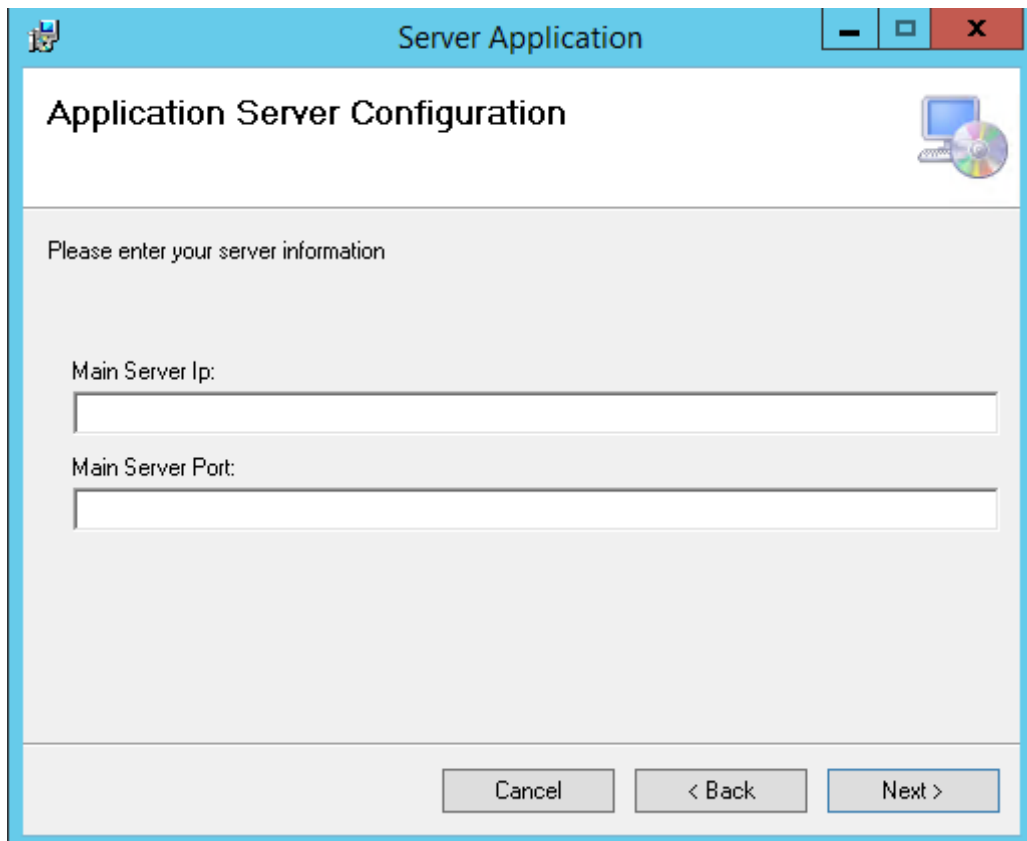 Server Application
Application Server Configuration
Please enter your server information
Main Server Ip:
Main Server Port:
Cancel
< Back
Next >